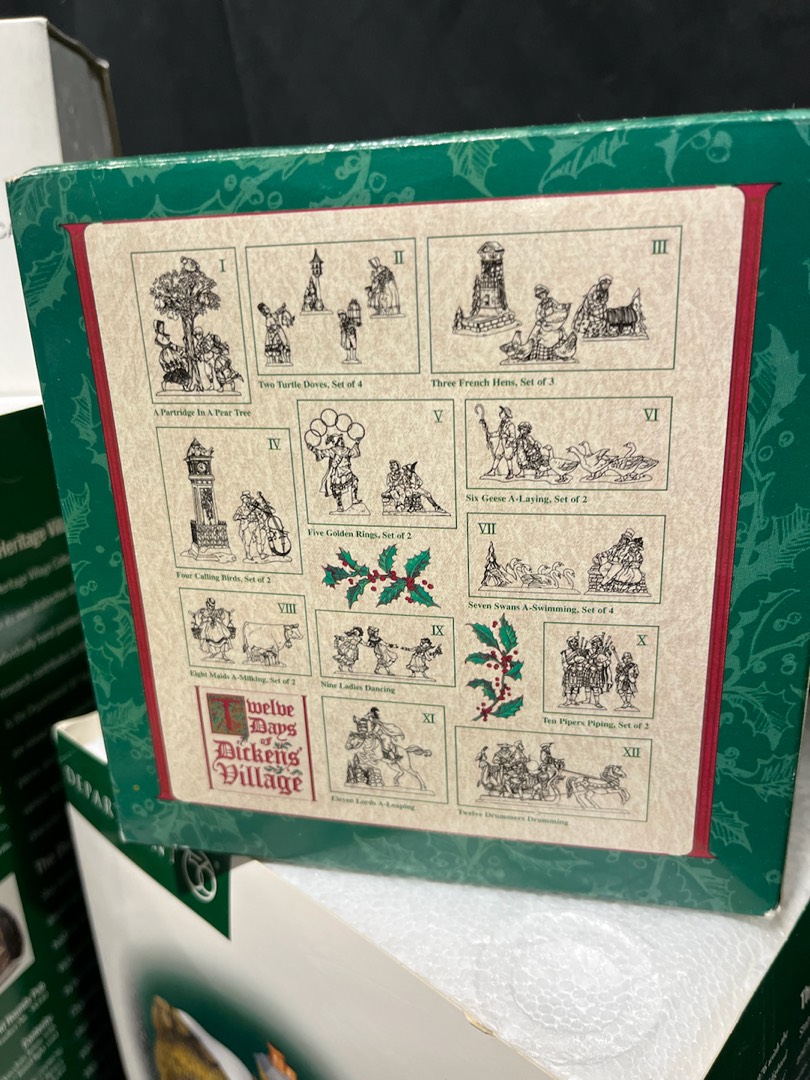 I
A Partridge In A Pear Tree
II
Two Turtle Doves, Set of 4
III
Three French Hens, Set of 3
IV
Four Calling Birds, Set of 2
V
Five Golden Rings, Set of 2
VI
Six Geese A-Laying, Set of 2
VII
Seven Swans A-Swimming, Set of 4
VIII
Eight Maids A-Milking, Set of 2
IX
Nine Ladies Dancing
X
Ten Pipers Piping, Set of 2
Twelve
Days
of
Dickens'
Village
XI
Eleven Lords A-Leaping
XII
Twelve Drummers Drumming
Heritage